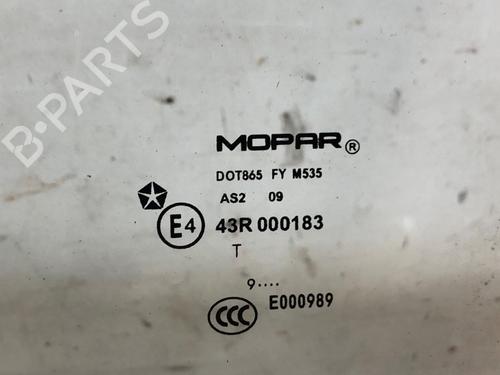 B-PARTS
MOPAR®
DOT865 FY M535
AS2 09
E4 43R 000183
T
9....
CCC E000989